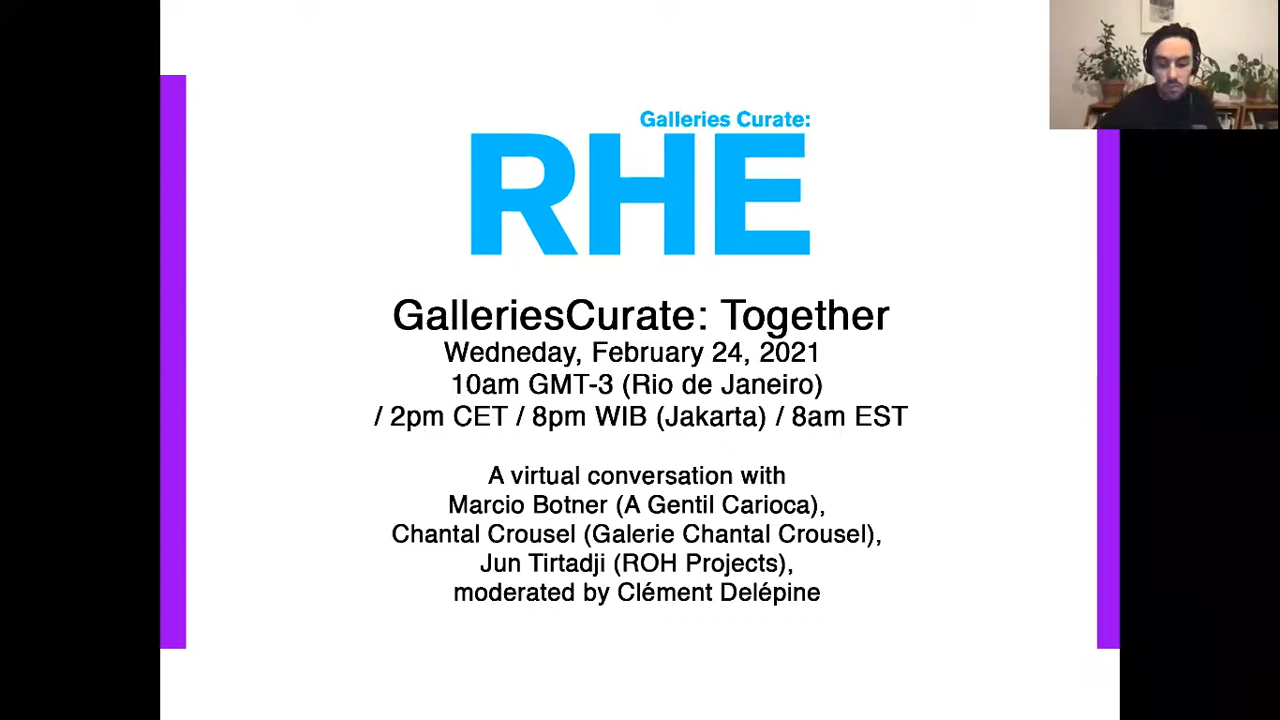 Galleries Curate:
RHE
GalleriesCurate: Together
Wedneday, February 24, 2021
10am GMT-3 (Rio de Janeiro)
/ 2pm CET / 8pm WIB (Jakarta) / 8am EST
A virtual conversation with
Marcio Botner (A Gentil Carioca),
Chantal Crousel (Galerie Chantal Crousel),
Jun Tirtadji (ROH Projects),
moderated by Clément Delépine